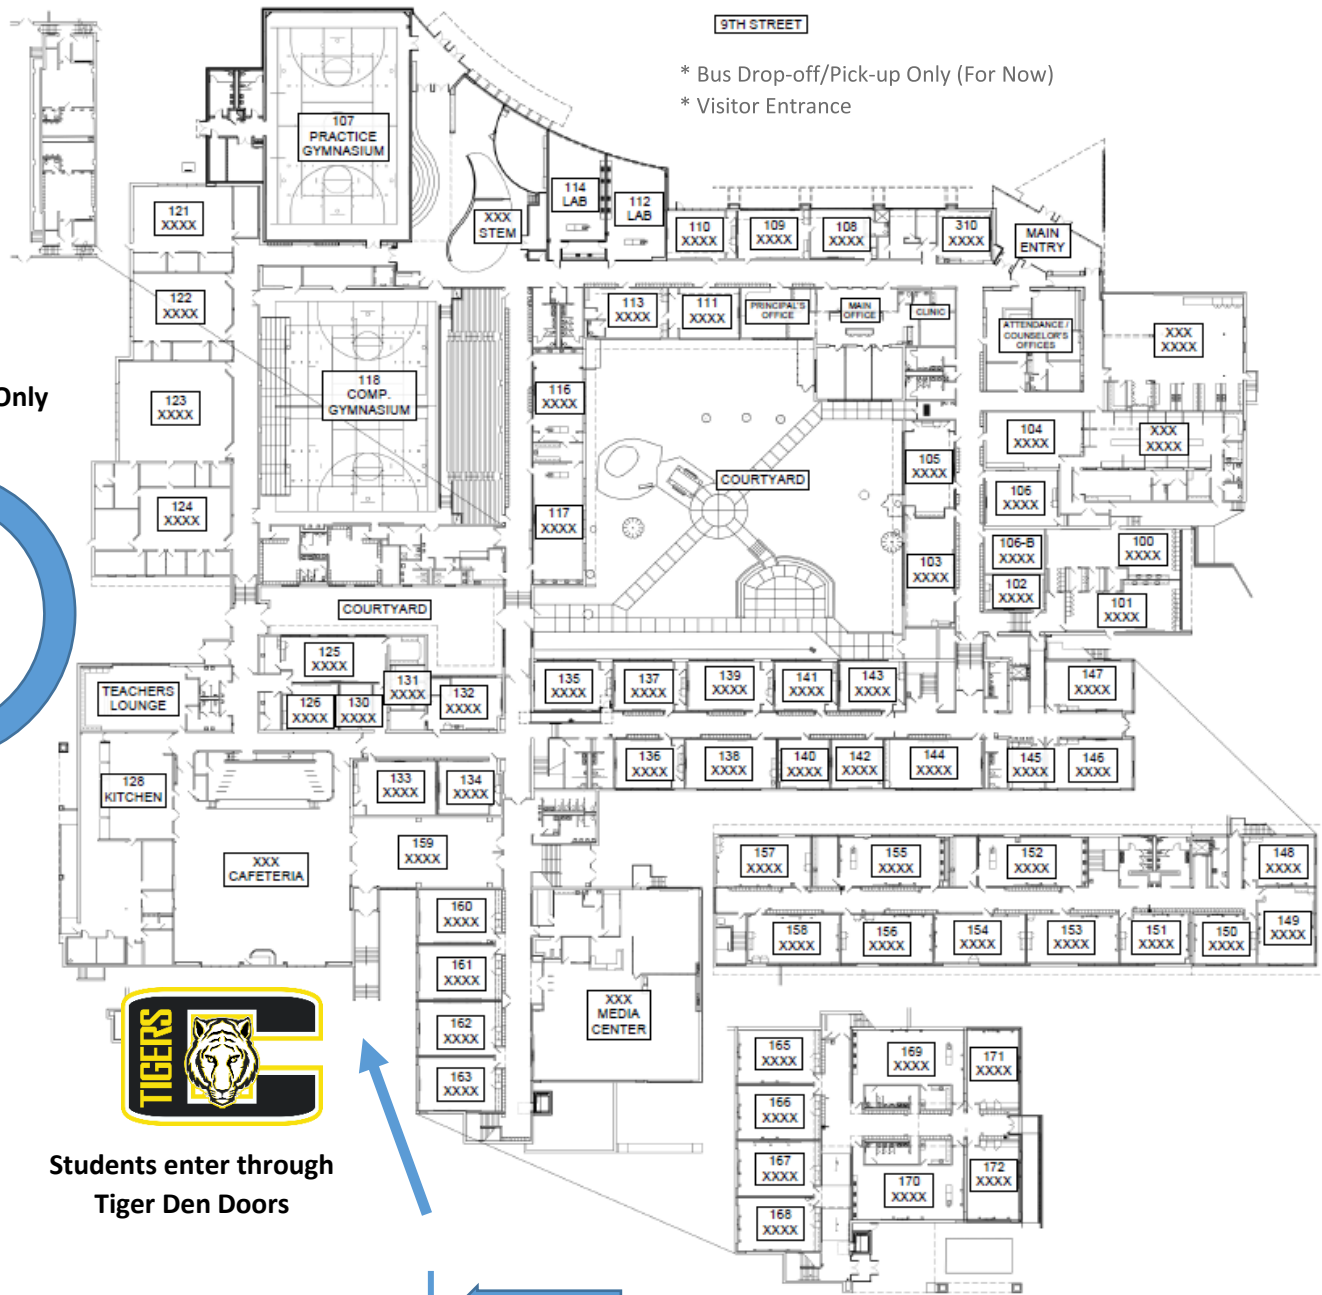 9TH STREET
* Bus Drop-off/Pick-up Only (For Now)
* Visitor Entrance
107
PRACTICE
GYMNASIUM
114
LAB
112
LAB
121
XXXX
XXX
STEM
110
XXXX
109
XXXX
108
XXXX
310
XXXX
MAIN
ENTRY
122
XXXX
113
XXXX
111
XXXX
PRINCIPAL'S
OFFICE
MAIN
OFFICE
CLINIC
ATTENDANCE /
COUNSELOR'S
OFFICES
XXX
XXXX
Only
123
XXXX
118
COMP.
GYMNASIUM
116
XXXX
104
XXXX
XXX
XXXX
105
XXXX
COURTYARD
106
XXXX
124
XXXX
117
XXXX
106-B
XXXX
100
XXXX
103
XXXX
102
XXXX
101
XXXX
COURTYARD
125
XXXX
131
XXXX
TEACHERS
LOUNGE
126
XXXX
130
XXXX
132
XXXX
135
XXXX
137
XXXX
139
XXXX
141
XXXX
143
XXXX
147
XXXX
128
KITCHEN
133
XXXX
134
XXXX
136
XXXX
138
XXXX
140
XXXX
142
XXXX
144
XXXX
145
XXXX
146
XXXX
XXX
CAFETERIA
159
XXXX
157
XXXX
155
XXXX
152
XXXX
148
XXXX
160
XXXX
158
XXXX
156
XXXX
154
XXXX
153
XXXX
151
XXXX
150
XXXX
149
XXXX
161
XXXX
XXX
MEDIA
CENTER
162
XXXX
163
XXXX
TIGERS
165
XXXX
169
XXXX
171
XXXX
166
XXXX
167
XXXX
170
XXXX
172
XXXX
168
XXXX
Students enter through
Tiger Den Doors